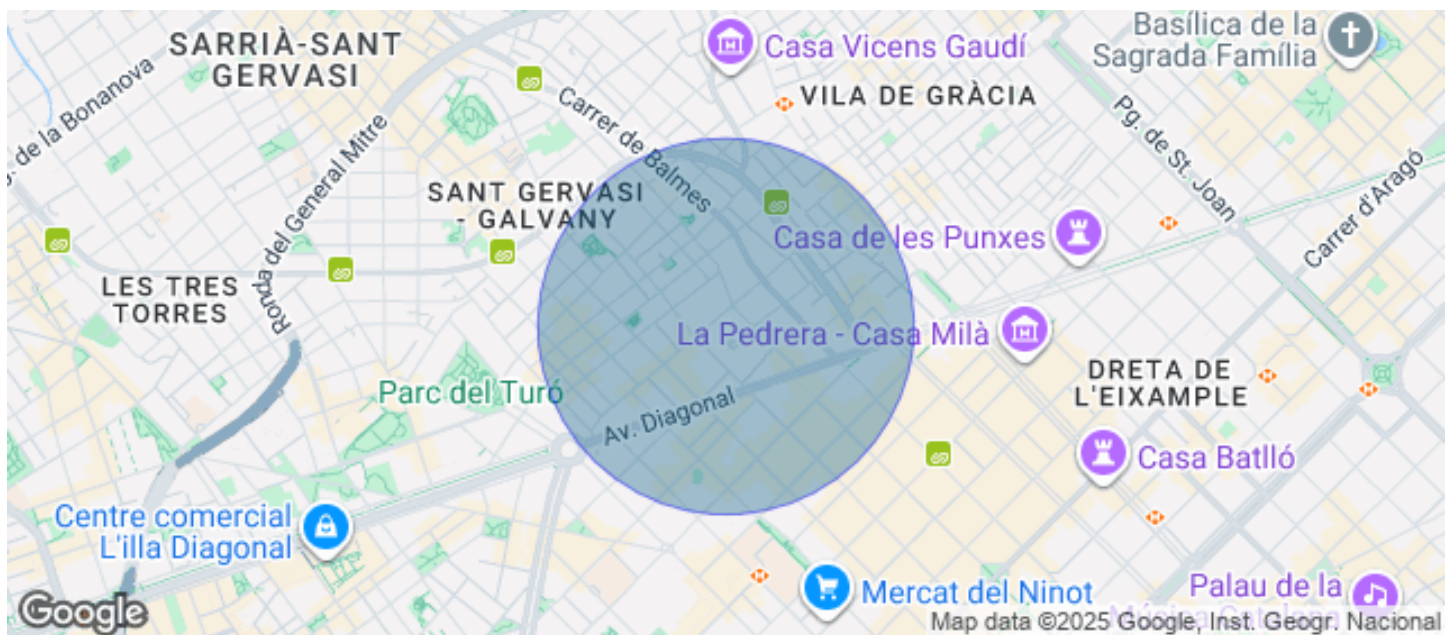 SARRIÀ-SANT
GERVASI
Casa Vicens Gaudí
Basílica de la
Sagrada Família
de la Bonanova
Carrer de Balmes
VILA DE GRÀCIA
Pg. de St. Joan
Ronda del General Mitre
SANT GERVASI
- GALVANY
Casa de les Punxes
Carrer d'Aragó
LES TRES
TORRES
La Pedrera - Casa Milà
DRETA DE
L'EIXAMPLE
Parc del Turó
Av. Diagonal
Casa Batlló
Centre comercial
L'illa Diagonal
Mercat del Ninot
Palau de la
Música Catalana
Google
Map data ©2025 Google, Inst. Geogr. Nacional